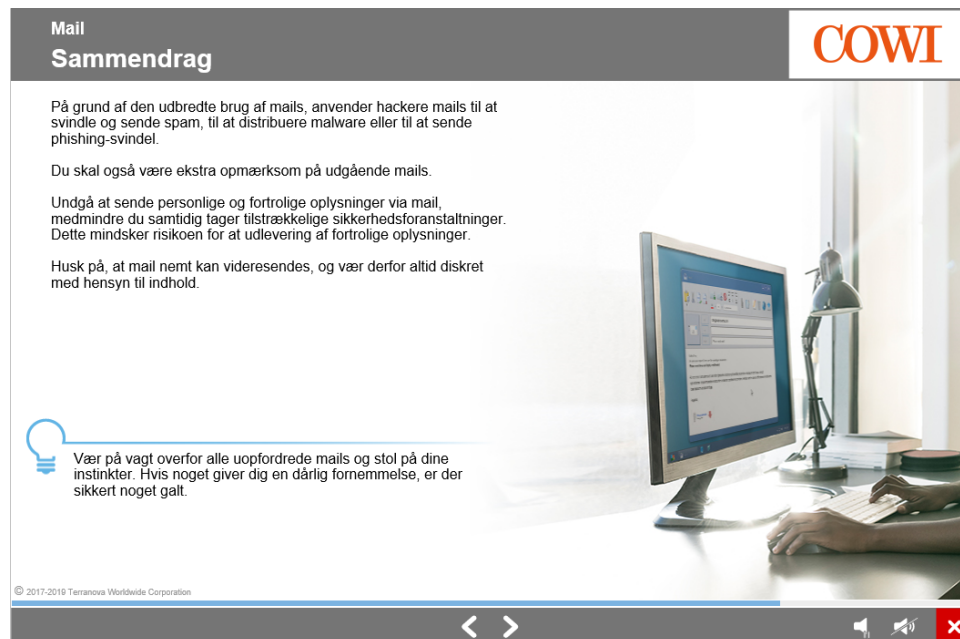 Mail
Sammendrag
COWI
På grund af den udbredte brug af mails, anvender hackere mails til at
svindle og sende spam, til at distribuere malware eller til at sende
phishing-svindel.
Du skal også være ekstra opmærksom på udgående mails.
Undgå at sende personlige og fortrolige oplysninger via mail,
medmindre du samtidig tager tilstrækkelige sikkerhedsforanstaltninger.
Dette mindsker risikoen for at udlevering af fortrolige oplysninger.
Husk på, at mail nemt kan videresendes, og vær derfor altid diskret
med hensyn til indhold.
Vær på vagt overfor alle uopfordrede mails og stol på dine
instinkter. Hvis noget giver dig en dårlig fornemmelse, er der
sikkert noget galt.
© 2017-2019 Terranova Worldwide Corporation